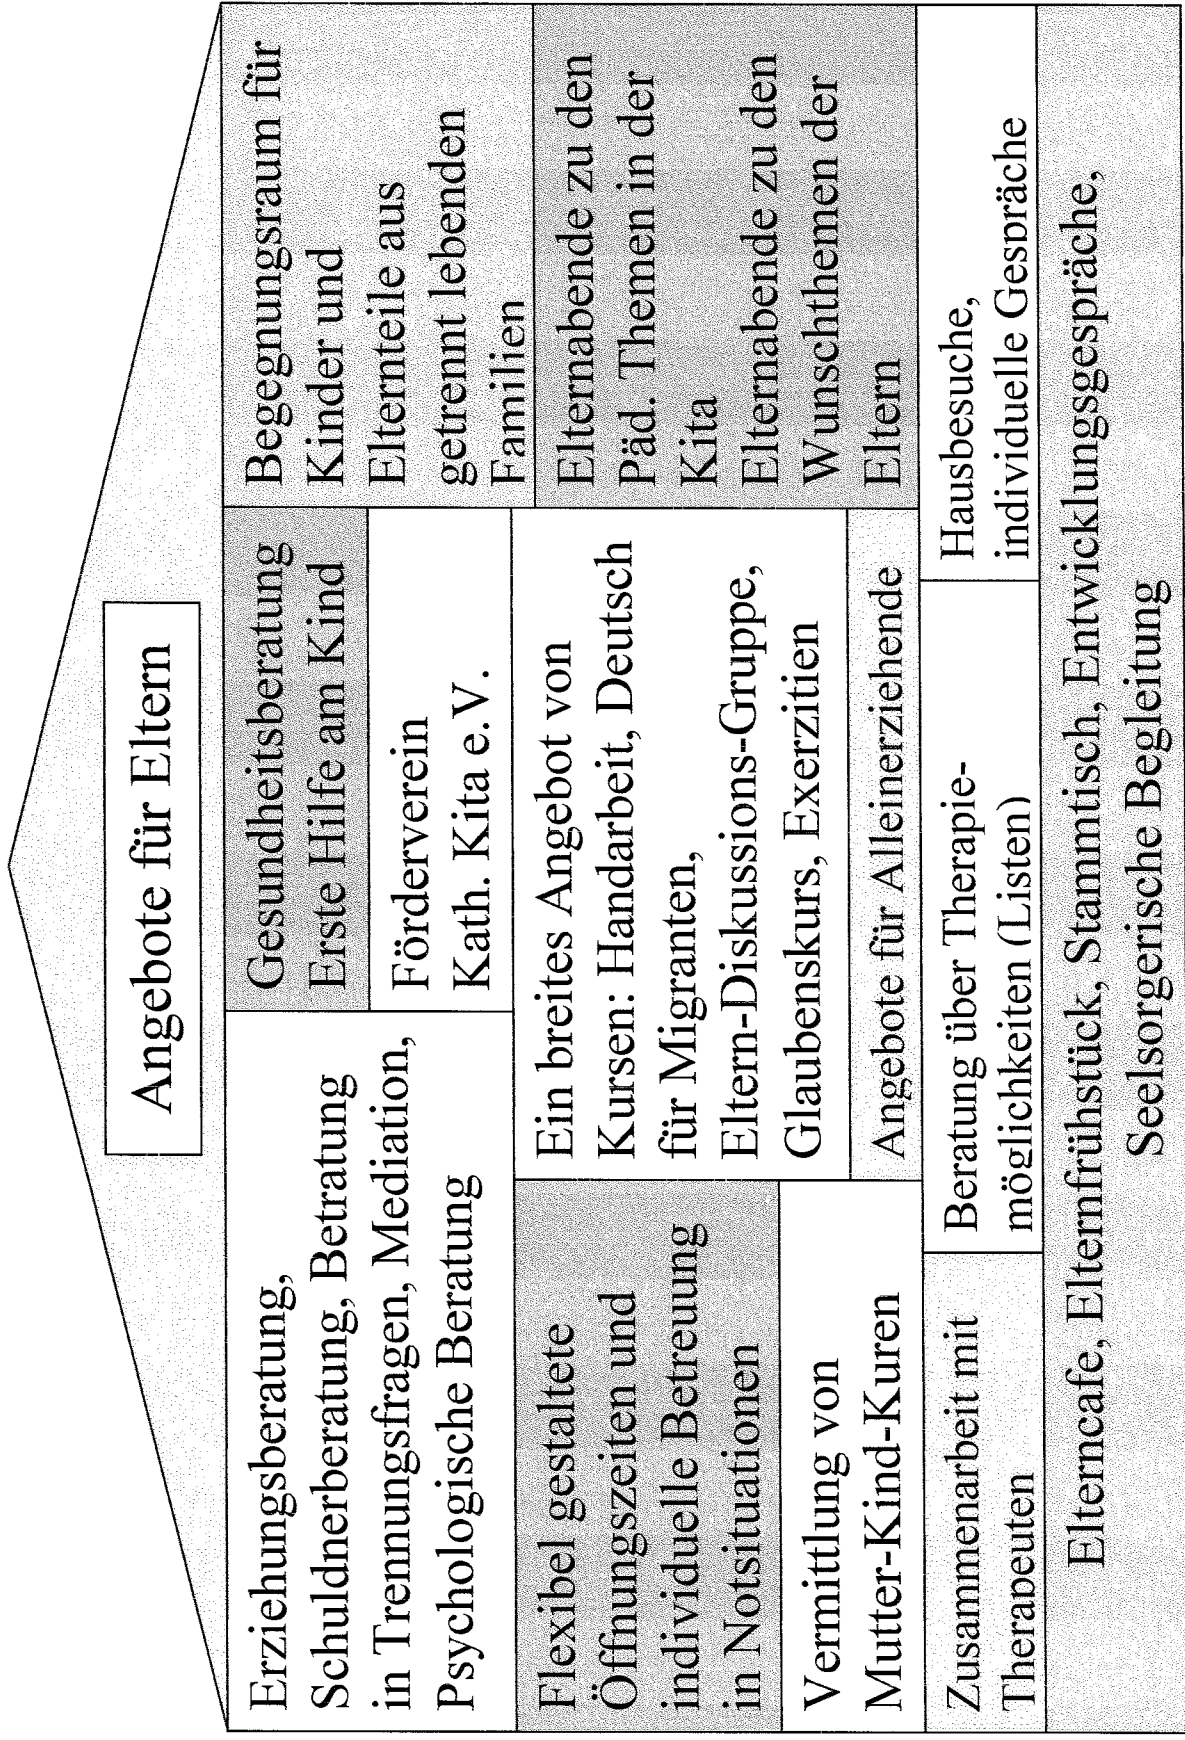 Angebote für Eltern
Erziehungsberatung,
Schuldnerberatung, Betratung
in Trennungsfragen, Mediation,
Psychologische Beratung
Gesundheitsberatung
Erste Hilfe am Kind
Förderverein
Kath. Kita e.V.
Begegnungsraum für
Kinder und
Elternteile aus
getrennt lebenden
Familien
Flexibel gestaltete
Öffnungszeiten und
individuelle Betreuung
in Notsituationen
Ein breites Angebot von
Kursen: Handarbeit, Deutsch
für Migranten,
Eltern-Diskussions-Gruppe,
Glaubenskurs, Exerzitien
Elternabende zu den
Päd. Themen in der
Kita
Elternabende zu den
Wunschthemen der
Eltern
Vermittlung von
Mutter-Kind-Kuren
Angebote für Alleinerziehende
Zusammenarbeit mit
Therapeuten
Beratung über Therapie-
möglichkeiten (Listen)
Hausbesuche,
individuelle Gespräche
Elterncafe, Elternfrühstück, Stammtisch, Entwicklungsgespräche,
Seelsorgerische Begleitung